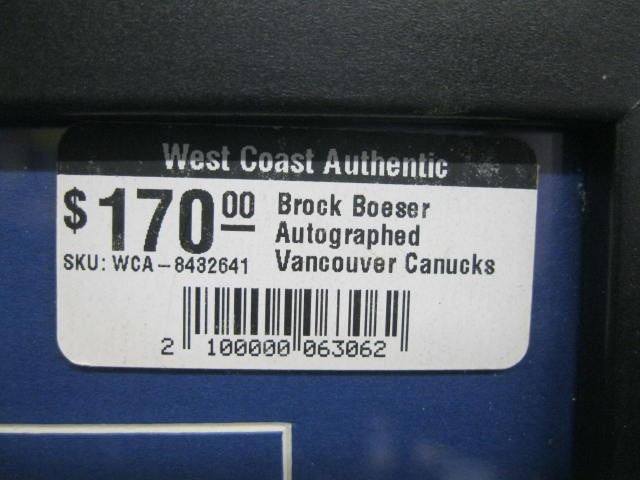 West Coast Authentic
$170.00
Brock Boeser
Autographed
Vancouver Canucks
SKU: WCA-8432641
2 100000 063062